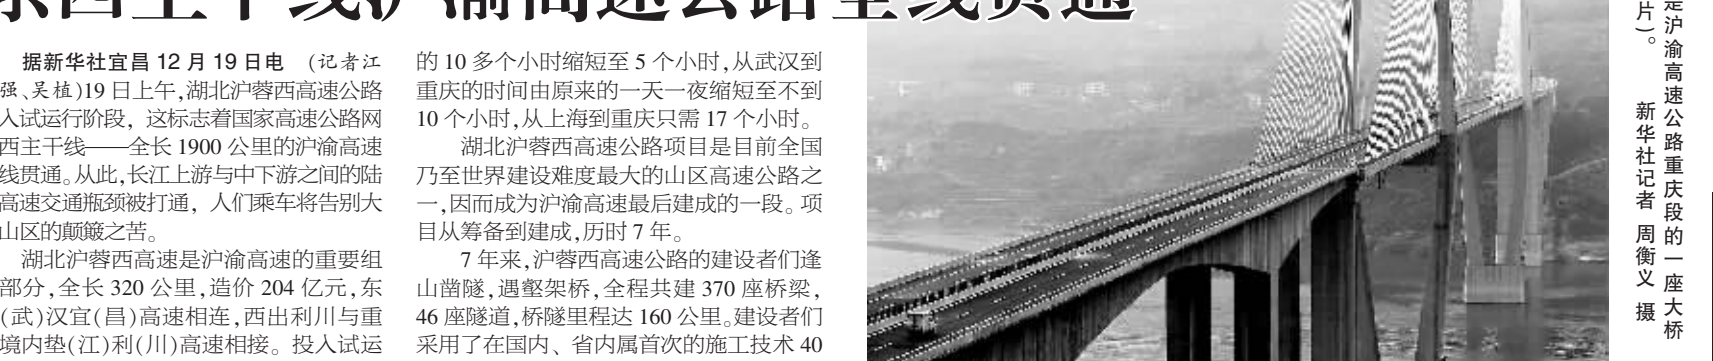 东西主干线沪渝高速公路全线贯通
据新华社宜昌12月19日电 (记者江
强、吴植)19日上午,湖北沪蓉西高速公路
入试运行阶段，这标志着国家高速公路网
西主干线——全长1900公里的沪渝高速
线贯通。从此,长江上游与中下游之间的陆
高速交通瓶颈被打通，人们乘车将告别大
山区的颠簸之苦。
湖北沪蓉西高速是沪渝高速的重要组
部分,全长320公里,造价204亿元,东
(武)汉宜(昌)高速相连,西出利川与重
境内垫(江)利(川)高速相接。投入试运
的10多个小时缩短至5个小时,从武汉到
重庆的时间由原来的一天一夜缩短至不到
10个小时,从上海到重庆只需17个小时。
湖北沪蓉西高速公路项目是目前全国
乃至世界建设难度最大的山区高速公路之
一,因而成为沪渝高速最后建成的一段。项
目从筹备到建成,历时7年。
7年来,沪蓉西高速公路的建设者们逢
山凿隧,遇壑架桥,全程共建370座桥梁,
46座隧道,桥隧里程达160公里。建设者们
采用了在国内、省内属首次的施工技术40
是沪渝高速公路重庆段的一座大桥
片)。 新华社记者 周衡义 摄